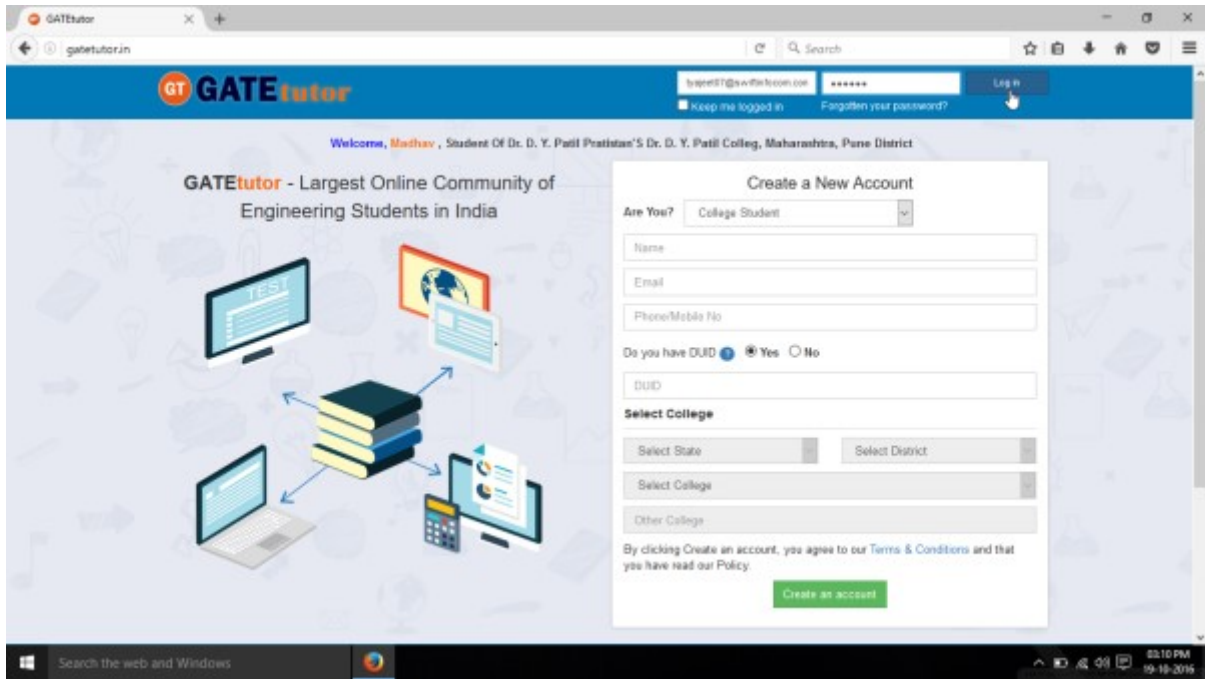 GATEtutor
gatetutor.in
Search
GT GATEtutor
Log in
Keep me logged in Forgotten your password?
Welcome, Madhav , Student Of Dr. D. Y. Patil Pratistan'S Dr. D. Y. Patil Colleg, Maharashtra, Pune District
GATEtutor - Largest Online Community of
Engineering Students in India
TEST
Create a New Account
Are You? College Student
Name
Email
Phone/Mobile No
Do you have DUID ? Yes No
DUID
Select College
Select State Select District
Select College
Other College
By clicking Create an account, you agree to our Terms & Conditions and that
you have read our Policy.
Create an account
Search the web and Windows
03:10 PM
19-10-2016